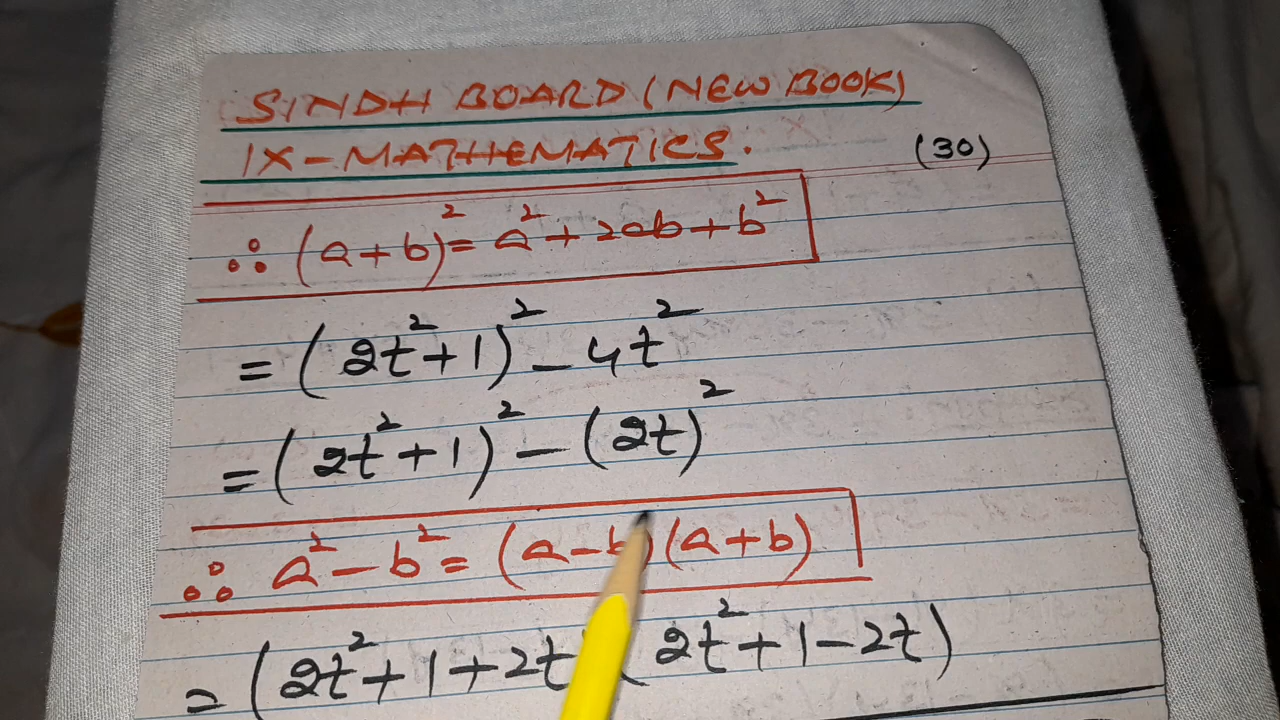 SINDH BOARD (NEW BOOK)
IX-MATHEMATICS.
(30)
∴ (a+b)² = a² + 2ab + b²
= (2t²+1)² - 4t²
= (2t²+1)² - (2t)²
∴ a² - b² = (a-b)(a+b)
= (2t²+1+2t)(2t²+1-2t)